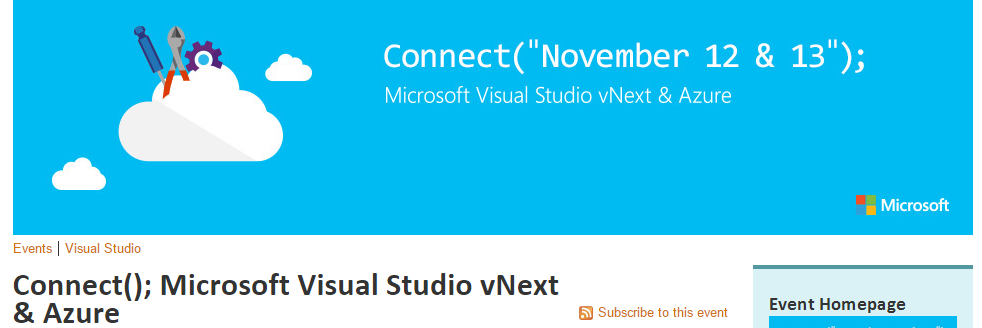 Connect("November 12 & 13");
Microsoft Visual Studio vNext & Azure
Microsoft
Events | Visual Studio
Connect(); Microsoft Visual Studio vNext
& Azure
Subscribe to this event
Event Homepage